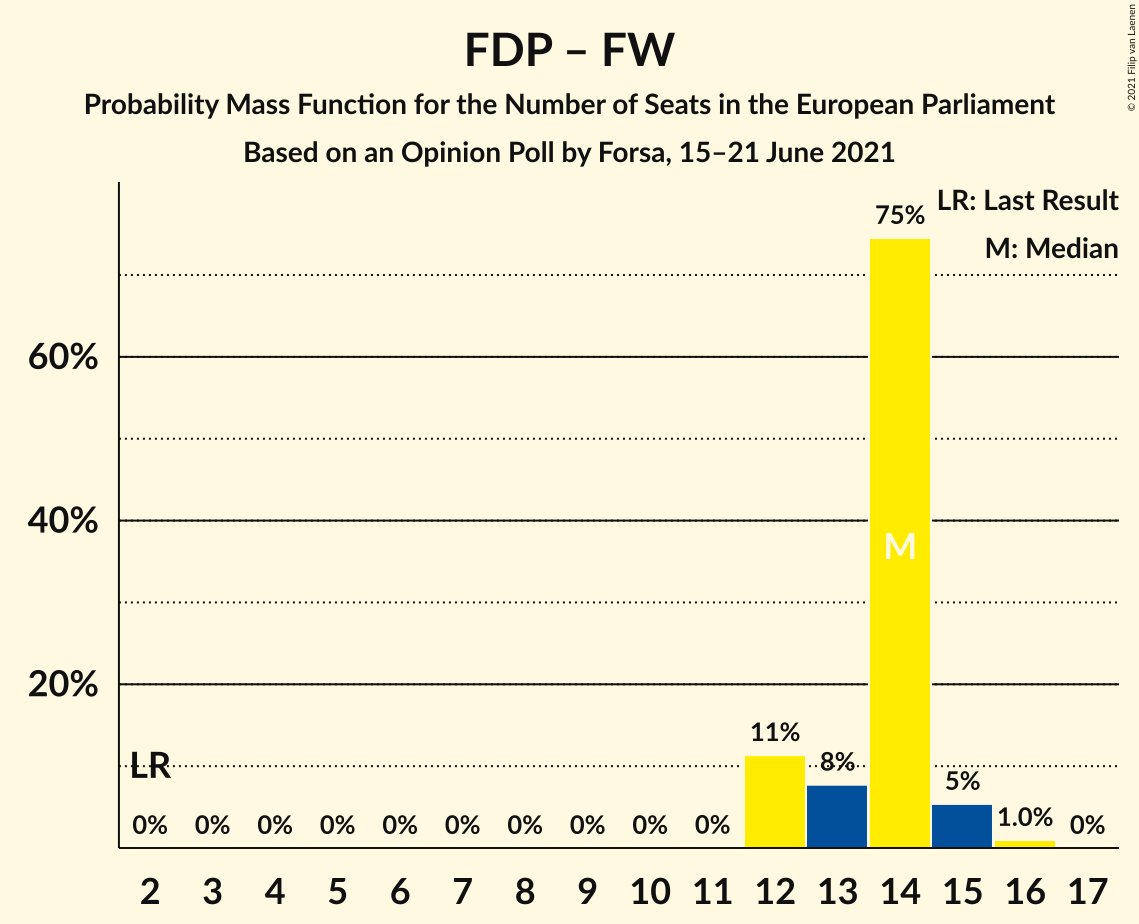 FDP – FW
Probability Mass Function for the Number of Seats in the European Parliament
Based on an Opinion Poll by Forsa, 15–21 June 2021
© 2021 Filip van Laenen
LR: Last Result
M: Median
75%
60%
40%
M
20%
11%
LR
8%
5%
0% 0% 0% 0% 0% 0% 0% 0% 0% 0% 1.0% 0%
2 3 4 5 6 7 8 9 10 11 12 13 14 15 16 17